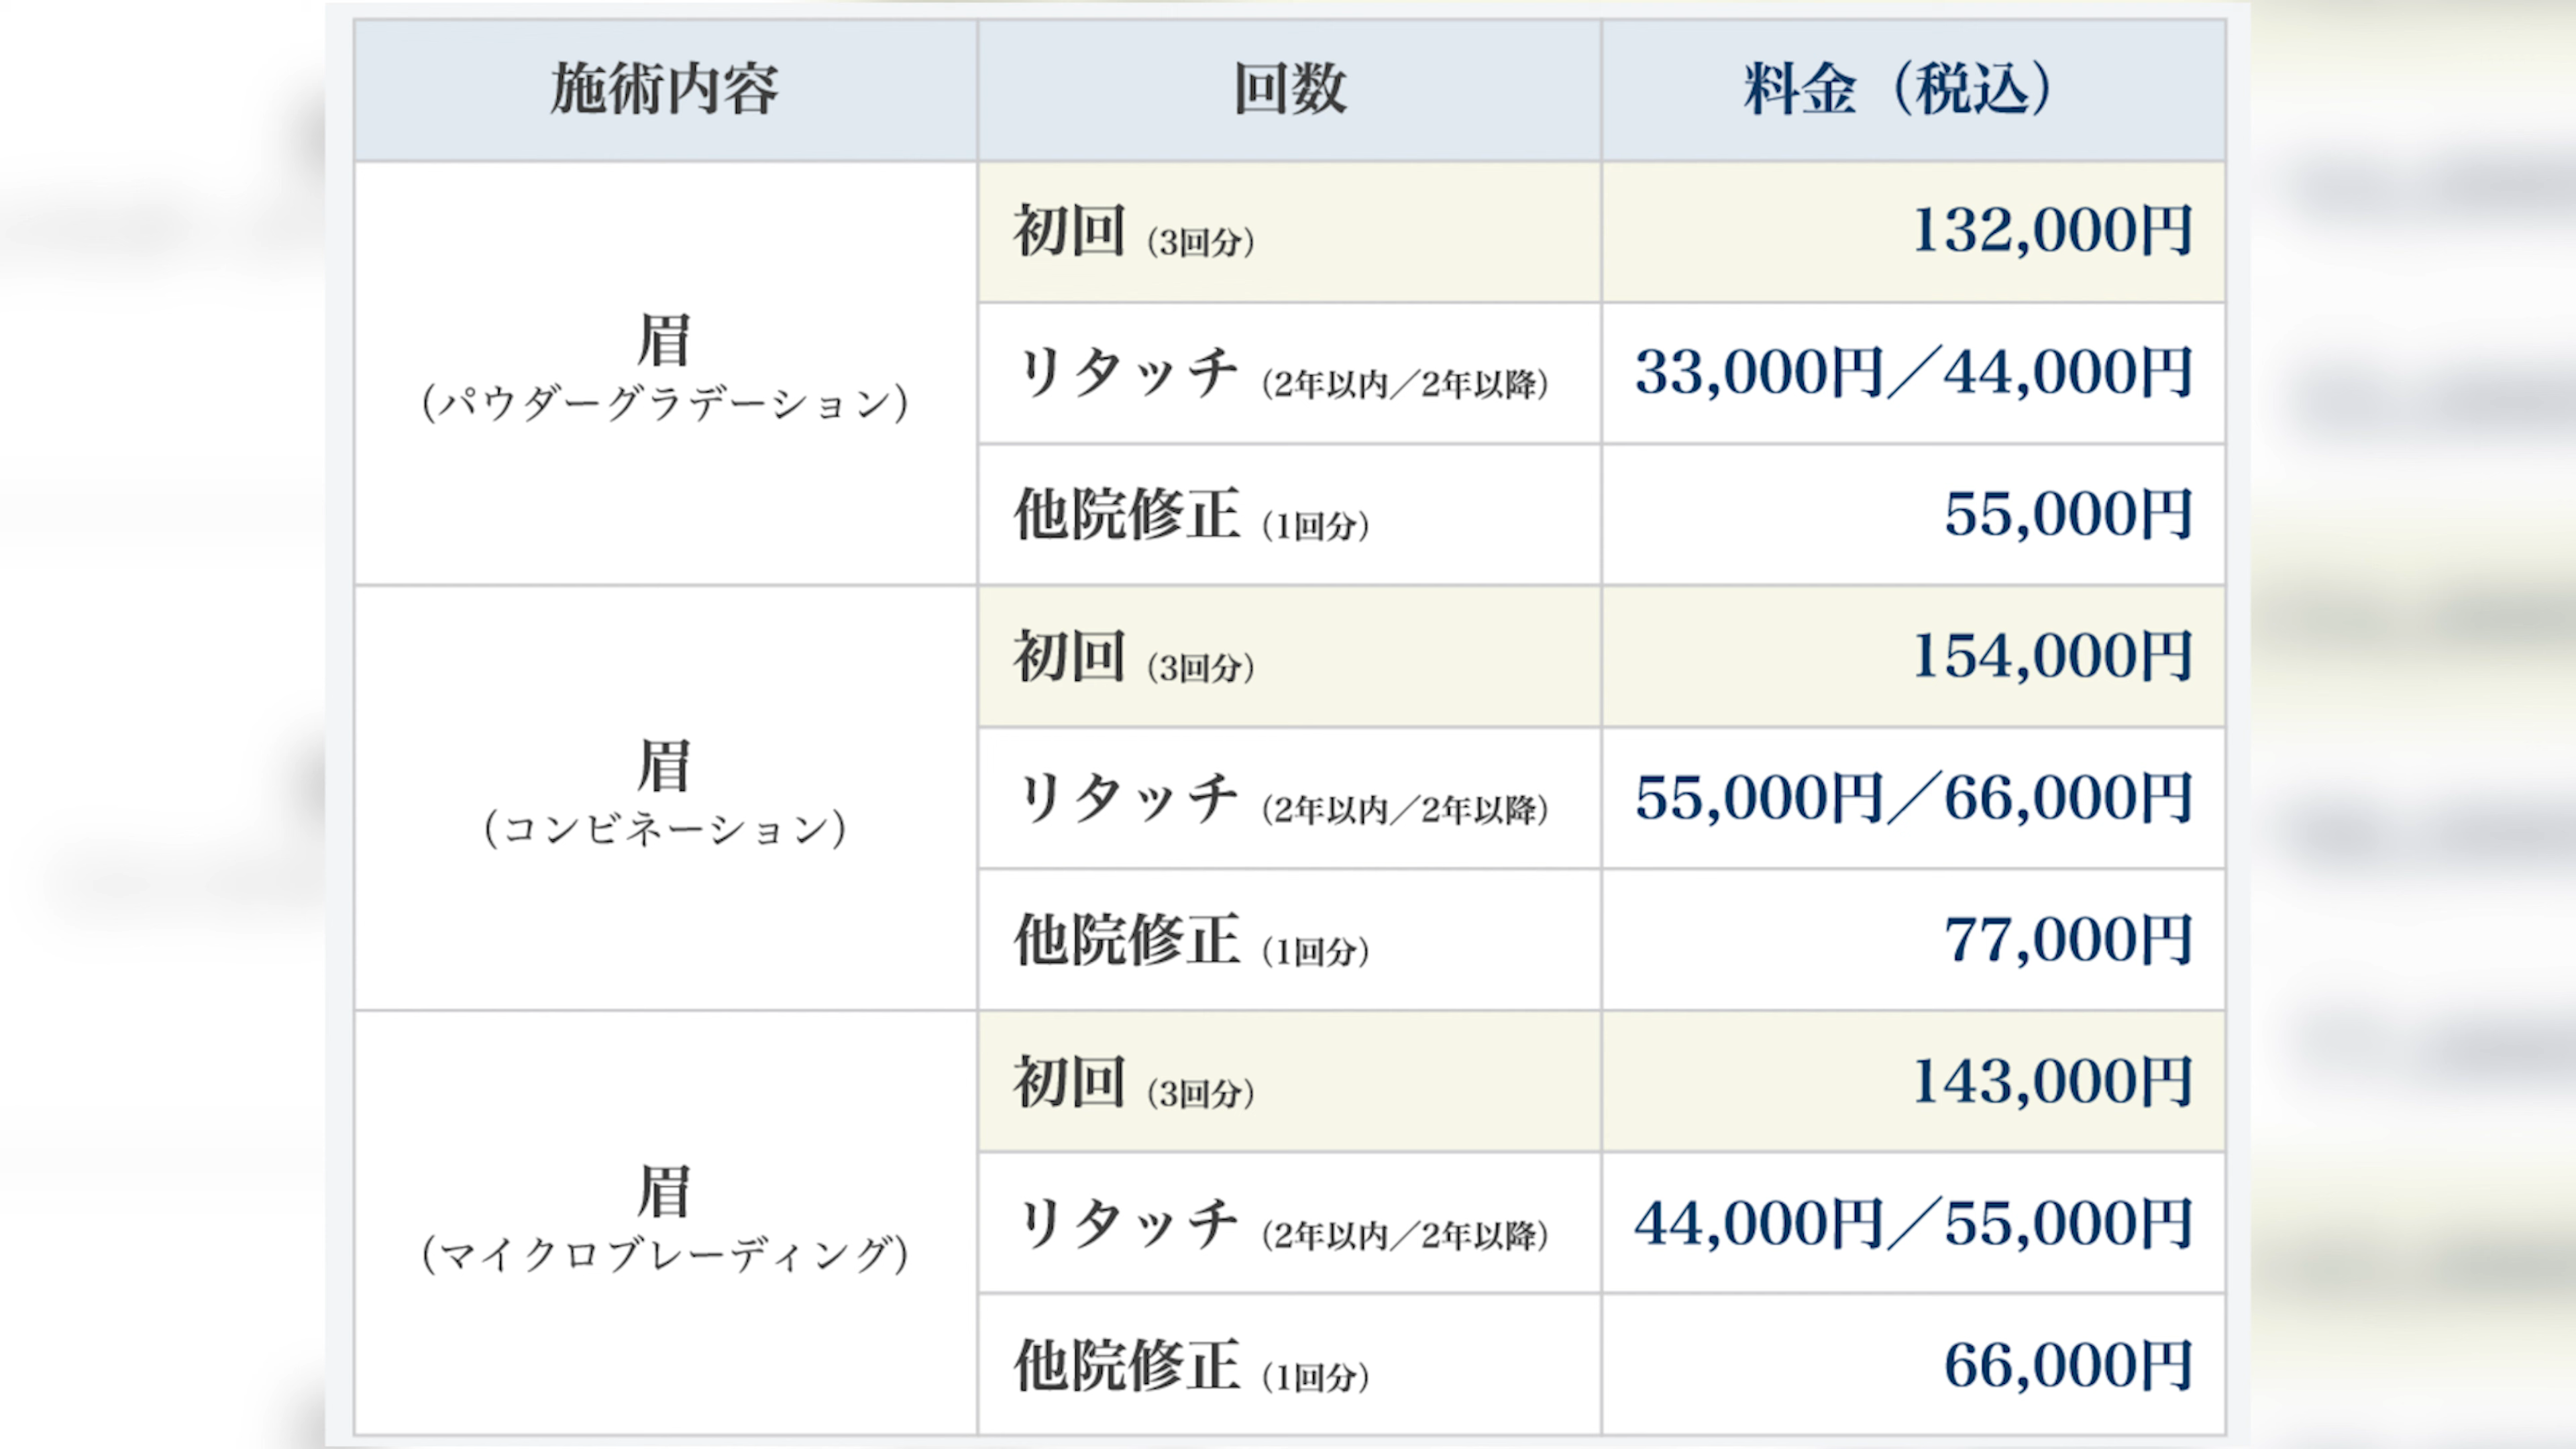 施術内容 回数 料金（税込）
眉
（パウダーグラデーション）
初回（3回分） 132,000円
リタッチ（2年以内／2年以降） 33,000円／44,000円
他院修正（1回分） 55,000円
眉
（コンビネーション）
初回（3回分） 154,000円
リタッチ（2年以内／2年以降） 55,000円／66,000円
他院修正（1回分） 77,000円
眉
（マイクロブレーディング）
初回（3回分） 143,000円
リタッチ（2年以内／2年以降） 44,000円／55,000円
他院修正（1回分） 66,000円